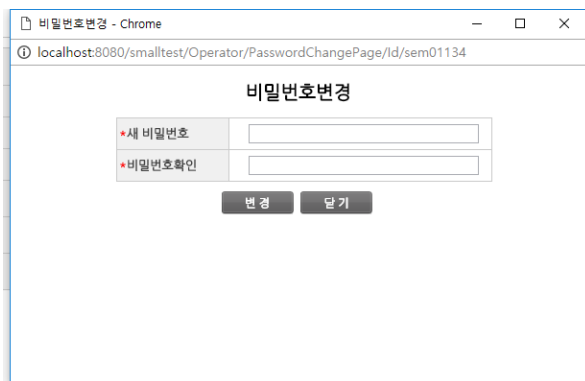 비밀번호변경 - Chrome
localhost:8080/smalltest/Operator/PasswordChangePage/Id/sem01134
비밀번호변경
*새 비밀번호
*비밀번호확인
변 경 닫 기